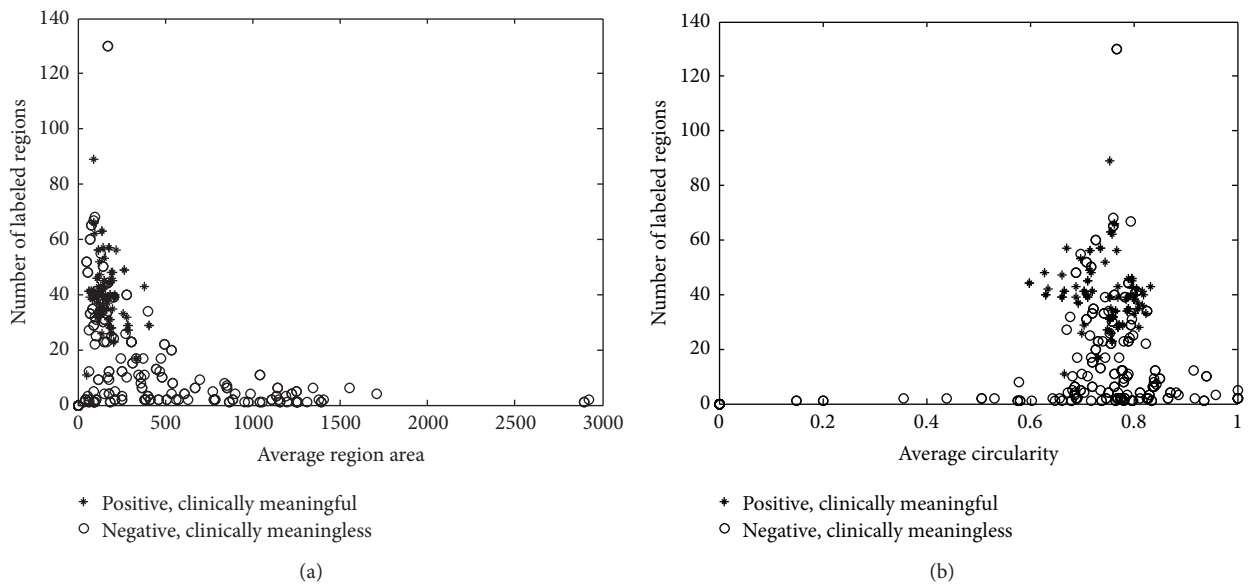 140
120
100
80
60
40
20
0
Number of labeled regions
0 500 1000 1500 2000 2500 3000
Average region area
Positive, clinically meaningful
Negative, clinically meaningless
(a)
140
120
100
80
60
40
20
0
Number of labeled regions
0 0.2 0.4 0.6 0.8 1
Average circularity
Positive, clinically meaningful
Negative, clinically meaningless
(b)